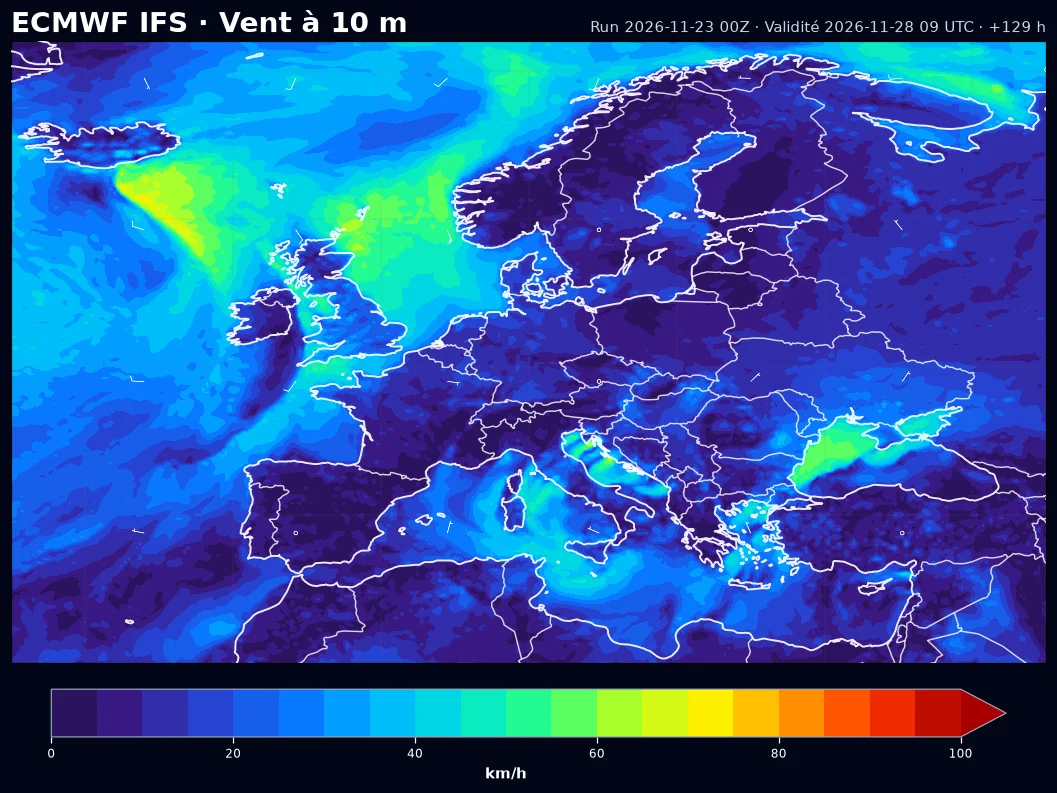 ECMWF IFS · Vent à 10 m
Run 2026-11-23 00Z · Validité 2026-11-28 09 UTC · +129 h
0 20 40 60 80 100
km/h